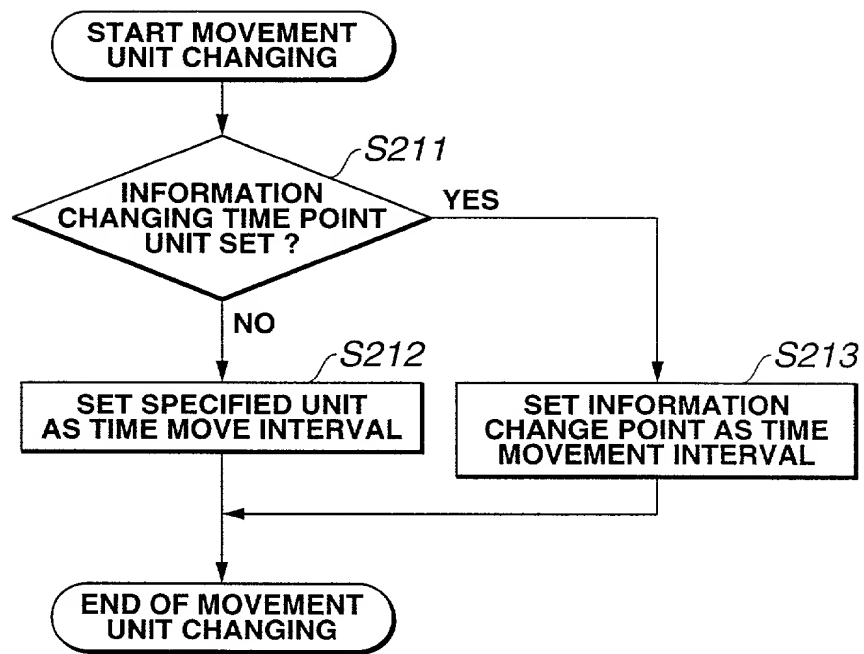 START MOVEMENT
UNIT CHANGING
S211
INFORMATION
CHANGING TIME POINT
UNIT SET ?
YES
NO
S212
SET SPECIFIED UNIT
AS TIME MOVE INTERVAL
S213
SET INFORMATION
CHANGE POINT AS TIME
MOVEMENT INTERVAL
END OF MOVEMENT
UNIT CHANGING